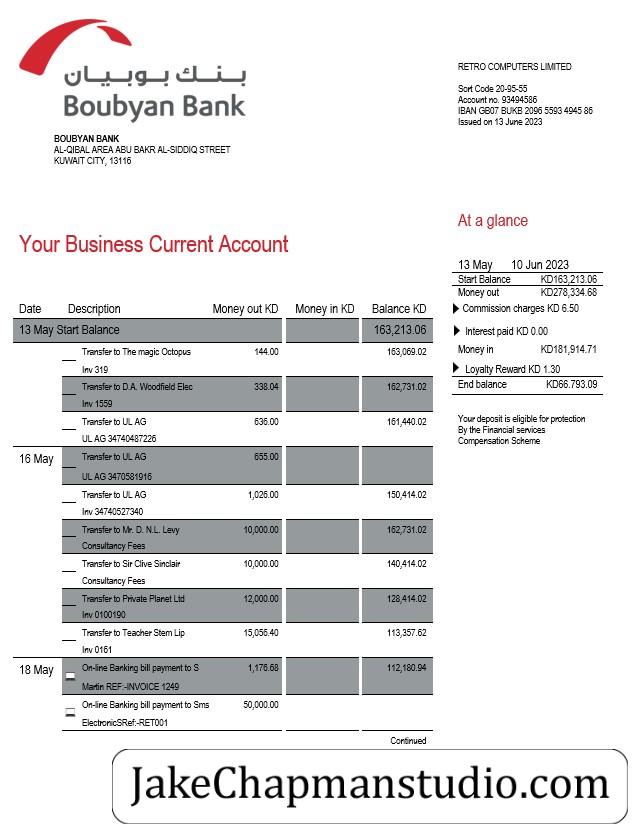 بنك بوبيان
Boubyan Bank
BOUBYAN BANK
AL-QIBAL AREA ABU BAKR AL-SIDDIQ STREET
KUWAIT CITY, 13116
RETRO COMPUTERS LIMITED
Sort Code 20-95-55
Account no. 93494586
IBAN GB07 BUKB 2096 5593 4945 86
Issued on 13 June 2023
Your Business Current Account
At a glance
13 May 10 Jun 2023
Start Balance KD163,213.06
Money out KD278,334.68
Commission charges KD 6.50
Interest paid KD 0.00
Money in KD181,914.71
Loyalty Reward KD 1.30
End balance KD66.793.09
Your deposit is eligible for protection
By the Financial services
Compensation Scheme
Date Description Money out KD Money in KD Balance KD
13 May Start Balance 163,213.06
Transfer to The magic Octopus 144.00 163,069.02
Inv 319
Transfer to D.A. Woodfield Elec 338.04 162,731.02
Inv 1559
Transfer to UL AG 636.00 161,440.02
UL AG 34740487226
16 May Transfer to UL AG 655.00
UL AG 3470581916
Transfer to UL AG 1,026.00 150,414.02
Inv 34740527340
Transfer to Mr. D. N.L. Levy 10,000.00 162,731.02
Consultancy Fees
Transfer to Sir Clive Sinclair 10,000.00 140,414.02
Consultancy Fees
Transfer to Private Planet Ltd 12,000.00 128,414.02
Inv 0100190
Transfer to Teacher Stem Lip 15,056.40 113,357.62
Inv 0161
18 May On-line Banking bill payment to S 1,176.68 112,180.94
Martin REF:-INVOICE 1249
On-line Banking bill payment to Sms 50,000.00
ElectronicSRef:-RET001
Continued
JakeChapmanstudio.com